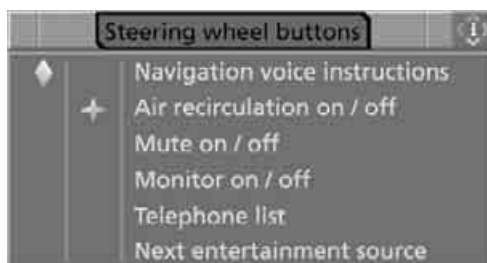 Steering wheel buttons
Navigation voice instructions
Air recirculation on / off
Mute on / off
Monitor on / off
Telephone list
Next entertainment source